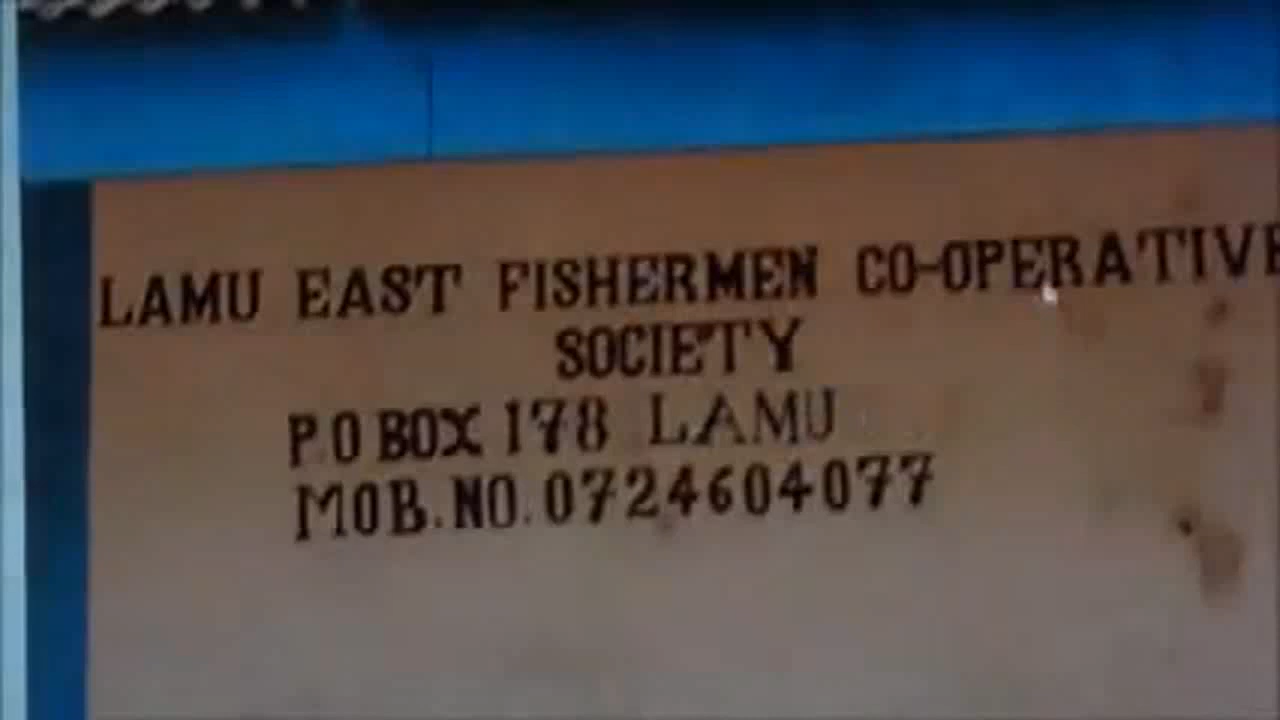 LAMU EAST FISHERMEN CO-OPERATIVE
SOCIETY
P.O BOX 178 LAMU
MOB.NO.0724604077